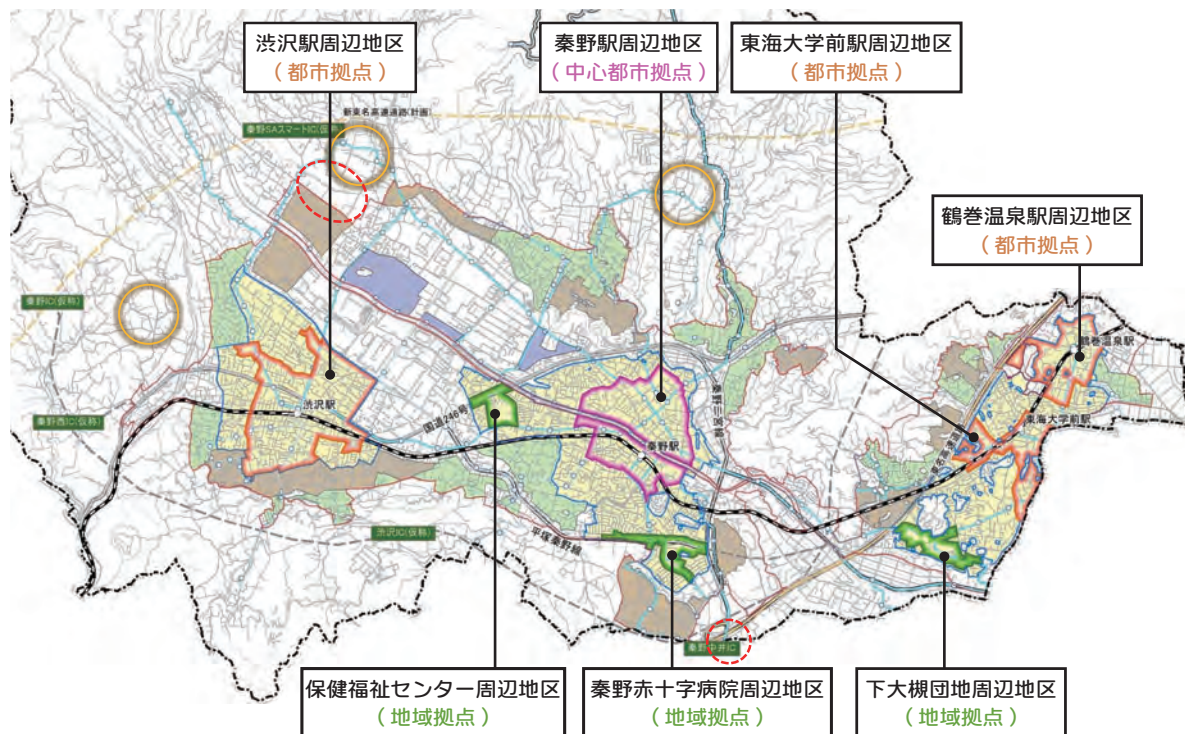 渋沢駅周辺地区
(都市拠点)
秦野駅周辺地区
(中心都市拠点)
東海大学前駅周辺地区
(都市拠点)
新東名高速道路(計画)
秦野SAスマートIC(仮称)
鶴巻温泉駅周辺地区
(都市拠点)
秦野IC(仮称)
鶴巻温泉駅
渋沢駅
国道246号
秦野駅
東海大学前駅
秦野西IC(仮称)
渋沢IC(仮称)
平塚秦野線
秦野中井IC
保健福祉センター周辺地区
(地域拠点)
秦野赤十字病院周辺地区
(地域拠点)
下大槻団地周辺地区
(地域拠点)